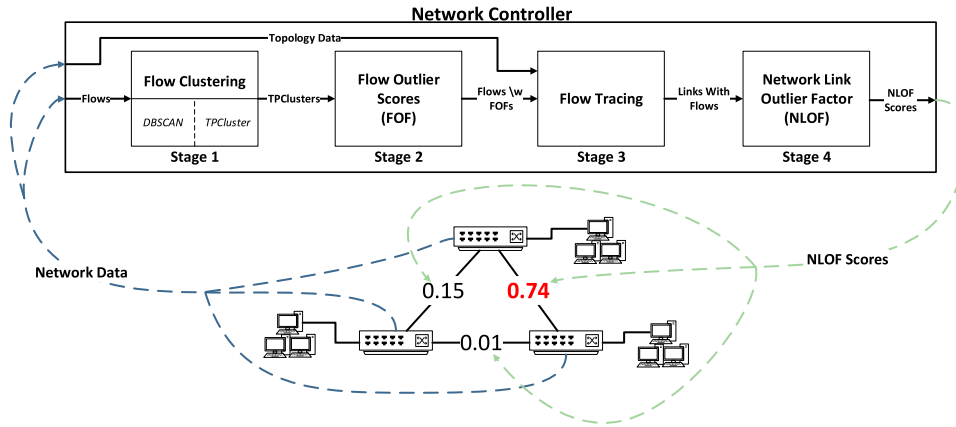 Network Controller
Topology Data
Flows
Flow Clustering
DBSCAN
TPCluster
Stage 1
TPClusters
Flow Outlier
Scores
(FOF)
Stage 2
Flows \w
FOFs
Flow Tracing
Stage 3
Links With
Flows
Network Link
Outlier Factor
(NLOF)
Stage 4
NLOF
Scores
Network Data
NLOF Scores
0.15
0.74
0.01